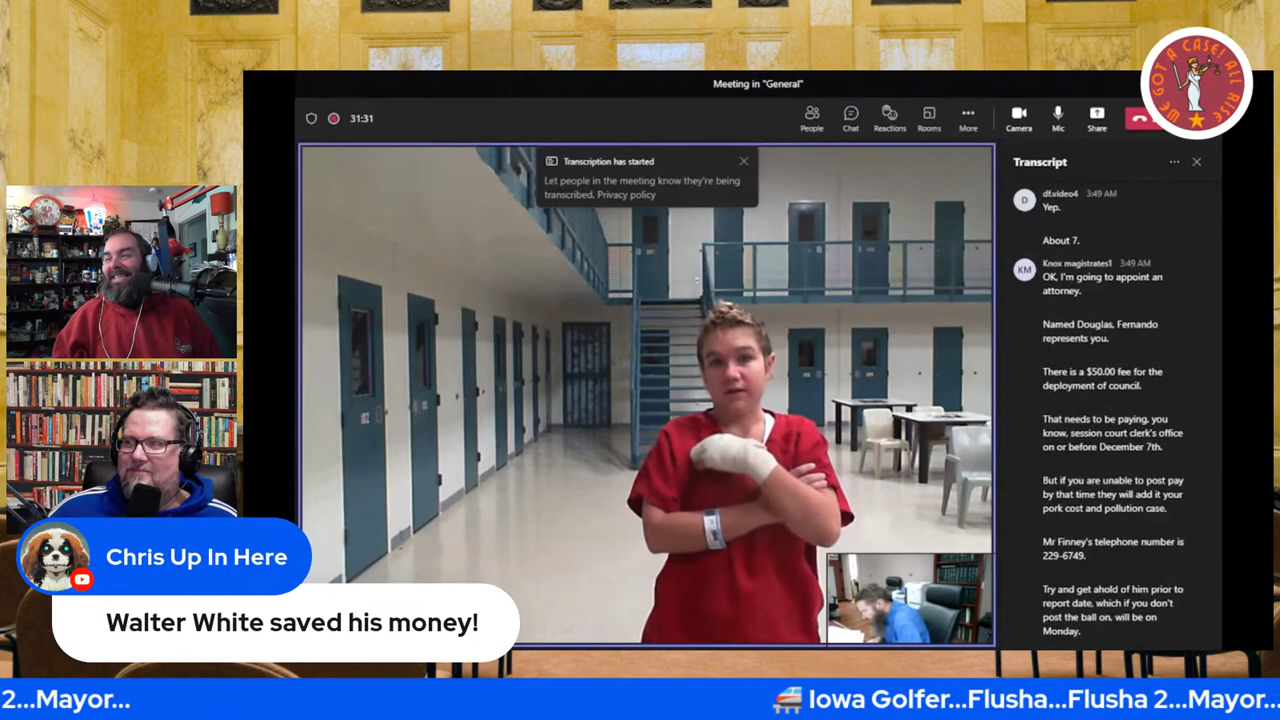 Meeting in "General"
WE GOT A CASE! ALL RISE
31:31
People
Chat
Reactions
Rooms
More
Camera
Mic
Share
Transcription has started
Let people in the meeting know they're being
transcribed. Privacy policy
Transcript
D
df.video4 3:49 AM
Yep.
About 7.
KM
Knox magistrates1 3:49 AM
OK, I'm going to appoint an
attorney.
Named Douglas, Fernando
represents you.
There is a $50.00 fee for the
deployment of council.
That needs to be paying, you
know, session court clerk's office
on or before December 7th.
But if you are unable to post pay
by that time they will add it your
pork cost and pollution case.
Mr Finney's telephone number is
229-6749.
Try and get ahold of him prior to
report date, which if you don't
post the ball on, will be on
Monday.
Chris Up In Here
Walter White saved his money!
2...Mayor...
Iowa Golfer...Flusha...Flusha 2...Mayor...